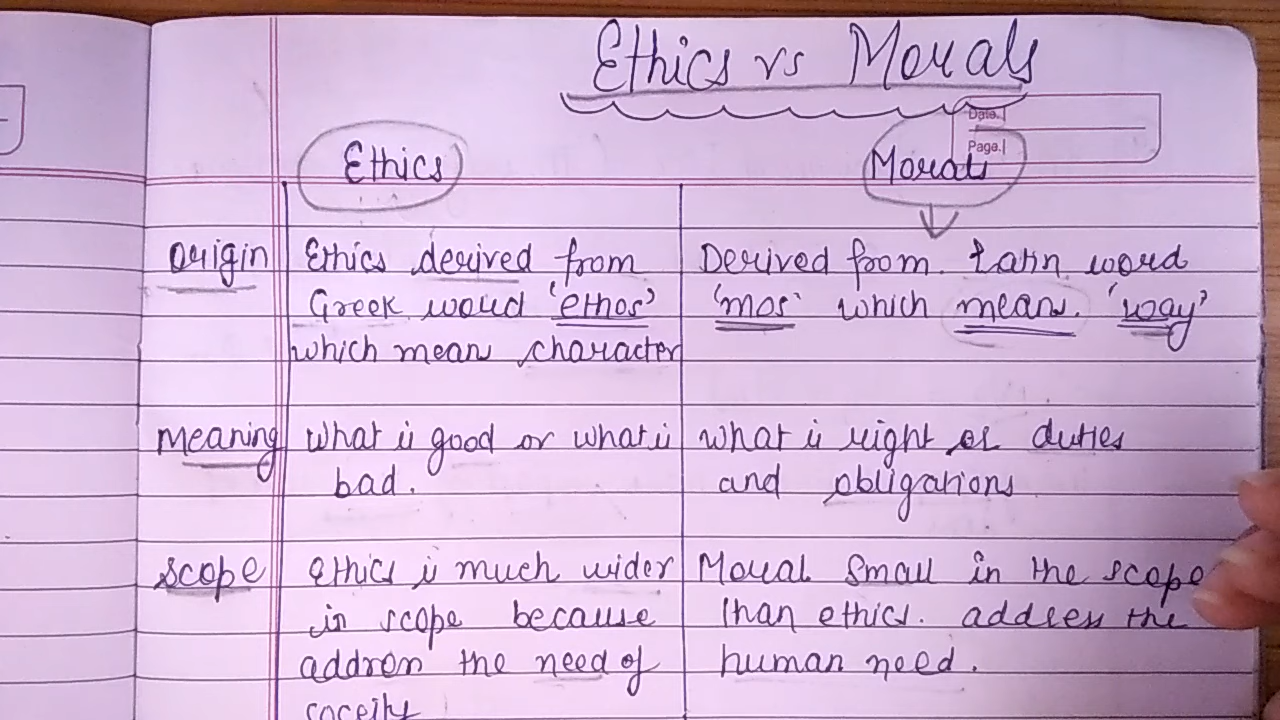 Ethics vs Morals
Date.
Page.
Ethics
Morals
origin
Ethics derived from
Greek word 'ethos'
which means character
Derived from Latin word
'mos' which means 'way'
Meaning
what is good or what is
bad.
what is right or duties
and obligations
scope
Ethics is much wider
in scope because
address the need of
soceity
Moral small in the scope
than ethics. address the
human need.